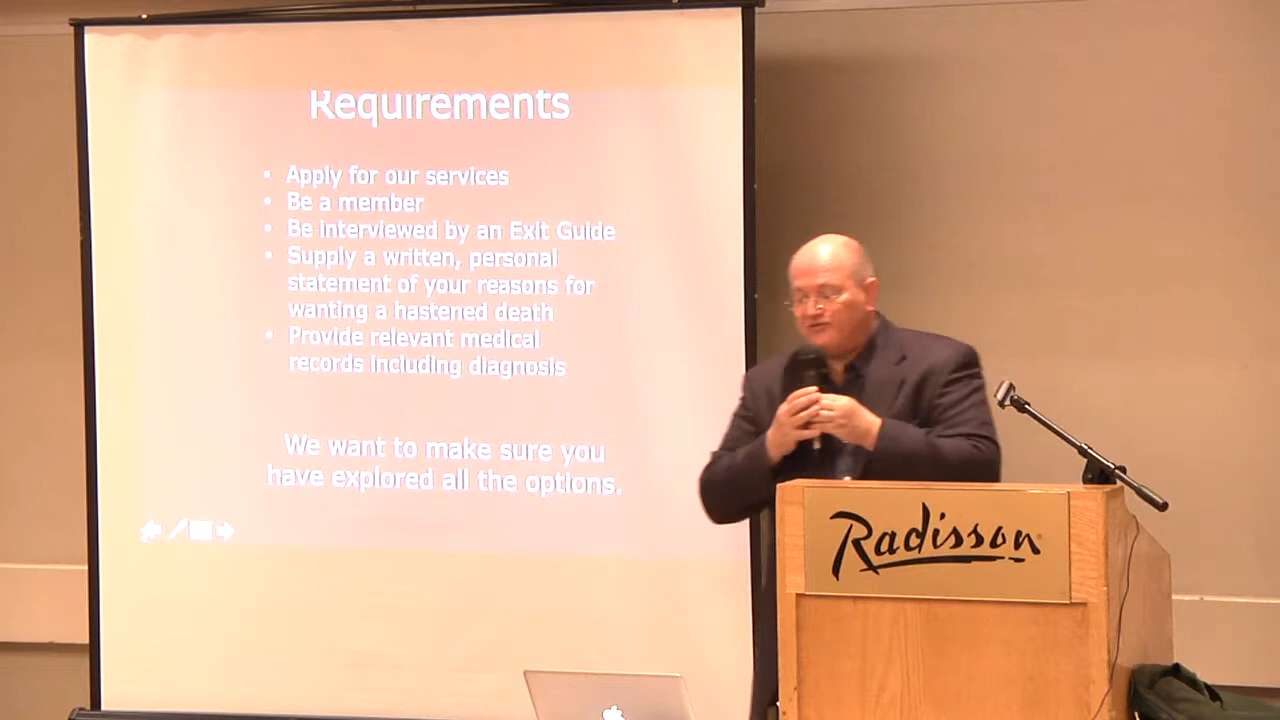 Requirements
• Apply for our services
• Be a member
• Be interviewed by an Exit Guide
• Supply a written, personal
statement of your reasons for
wanting a hastened death
• Provide relevant medical
records including diagnosis
We want to make sure you
have explored all the options.
Radisson